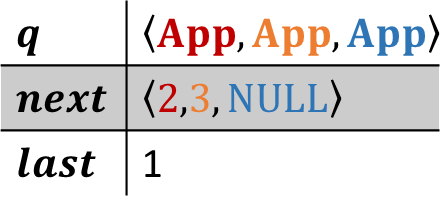 q ⟨App, App, App⟩
next ⟨2,3, NULL⟩
last 1